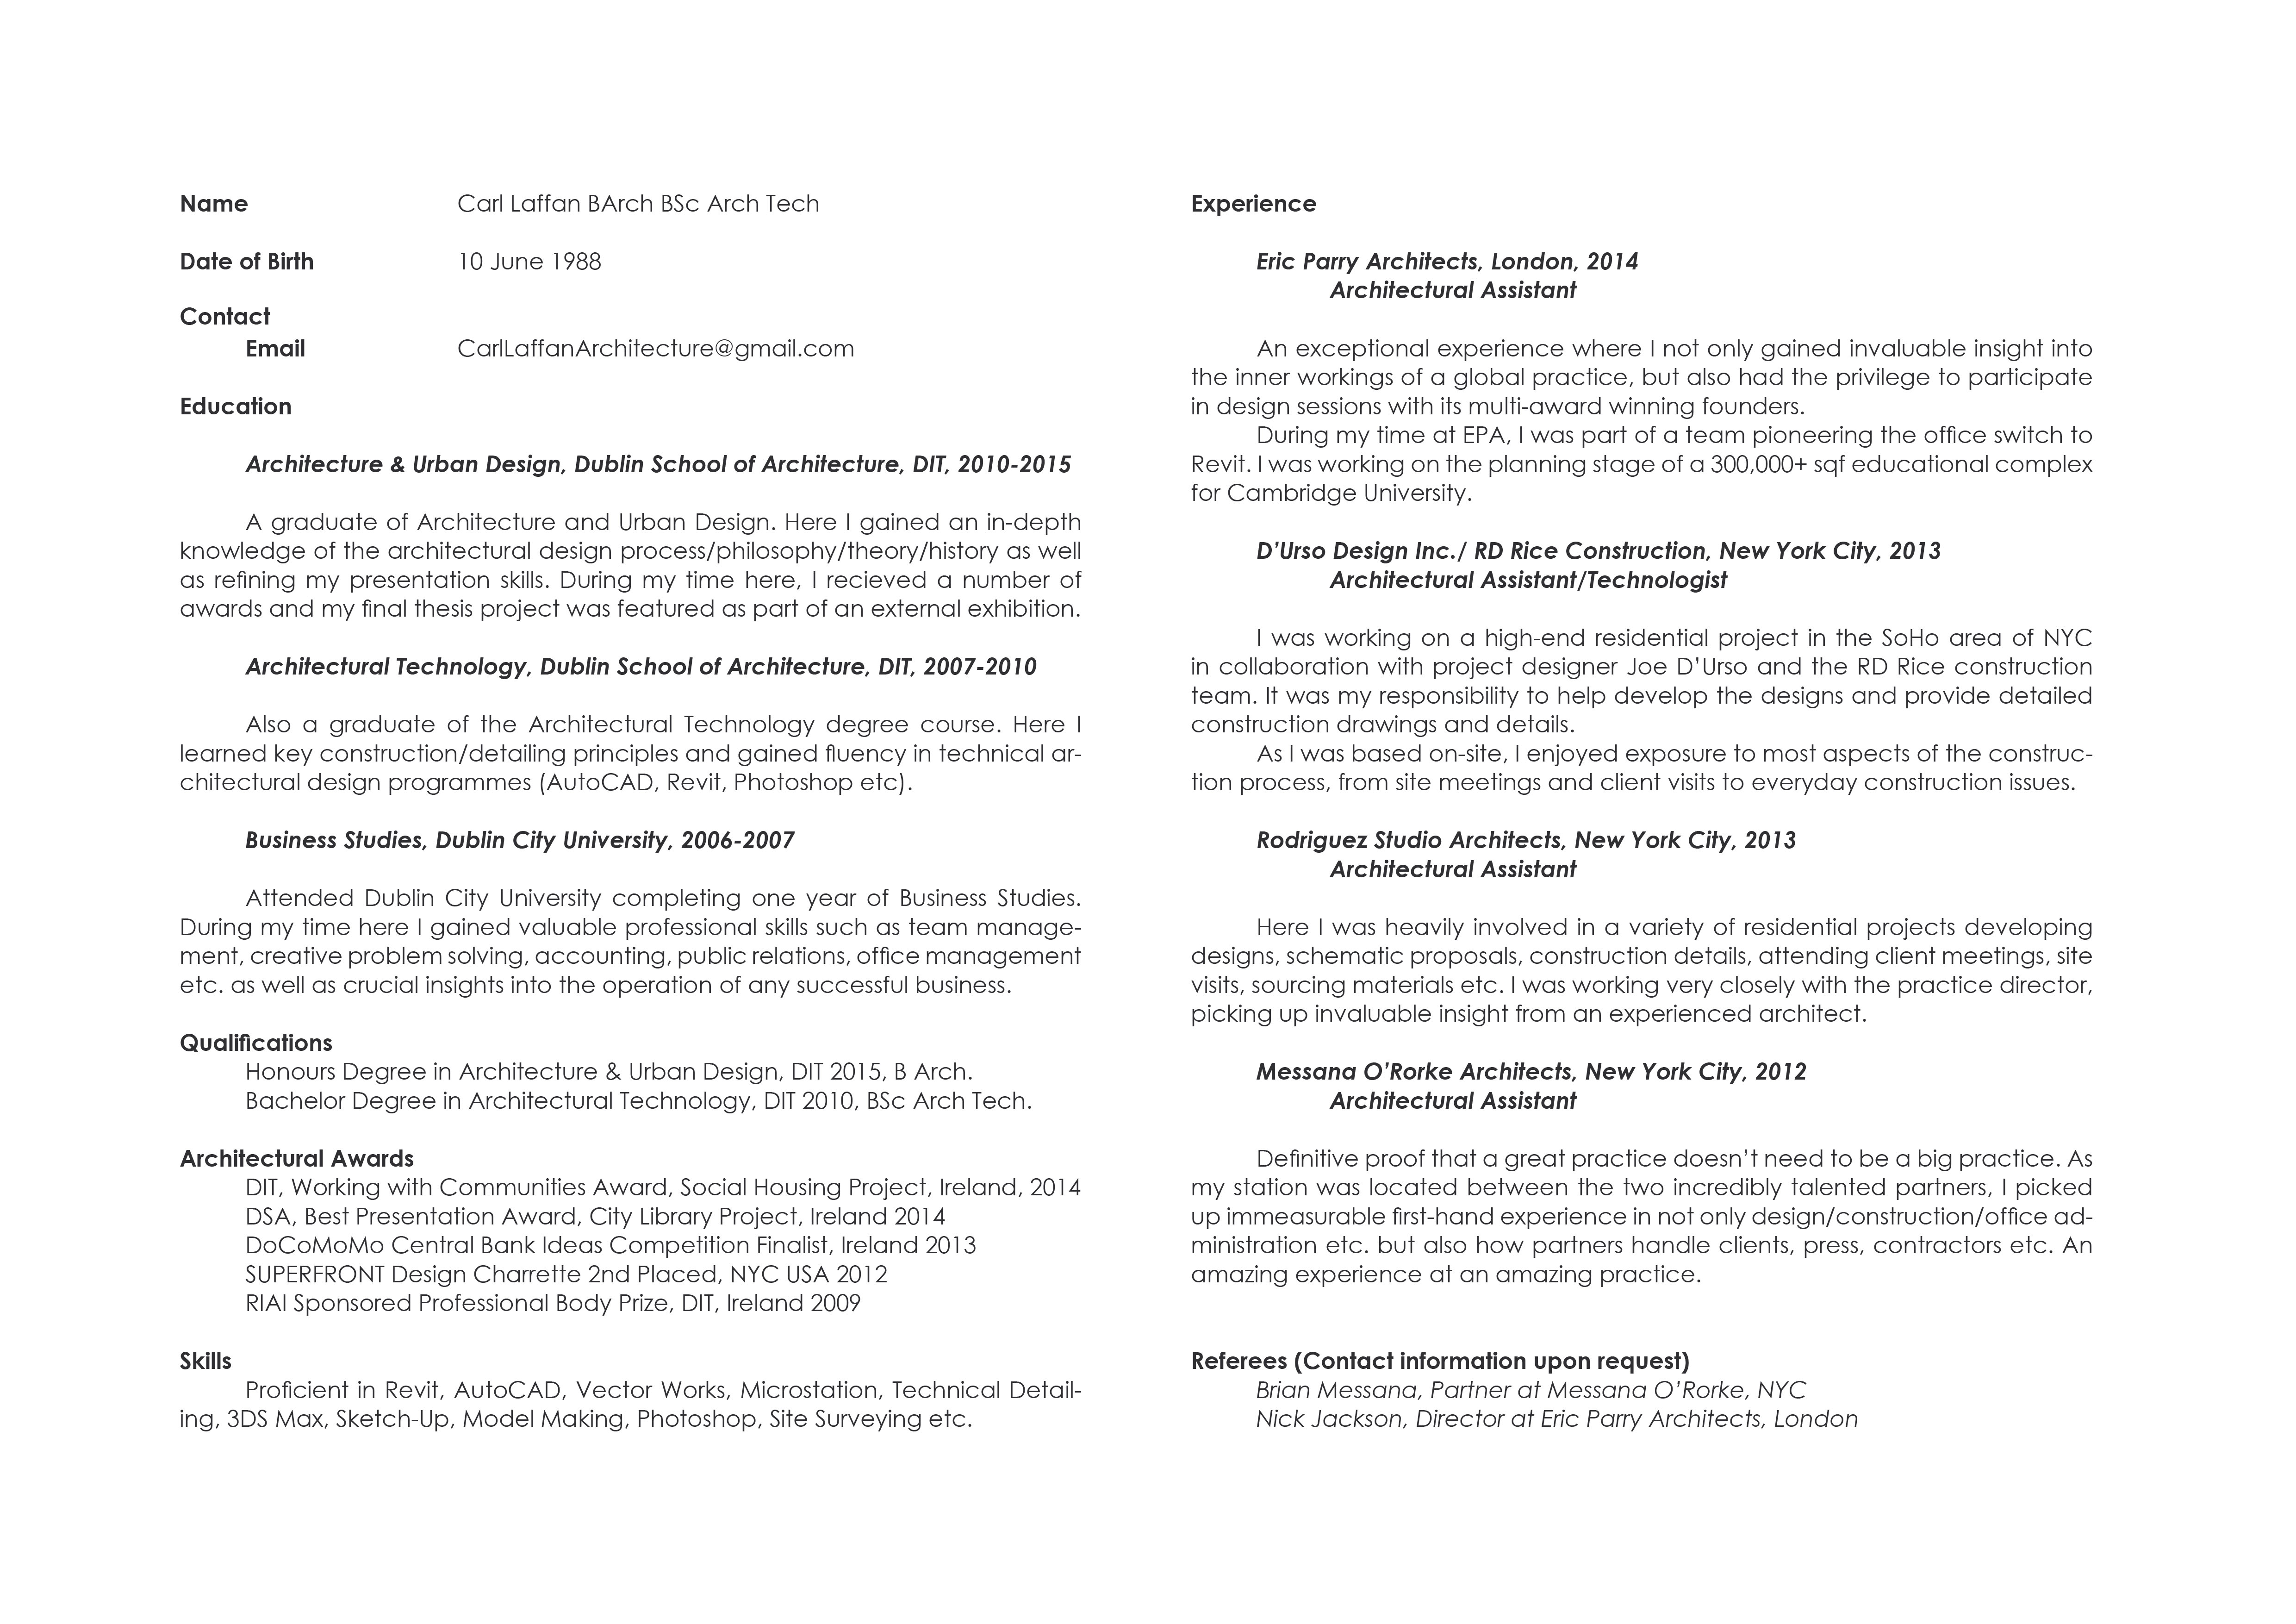 Name Carl Laffan BArch BSc Arch Tech
Date of Birth 10 June 1988
Contact
Email CarlLaffanArchitecture@gmail.com
Education
Architecture & Urban Design, Dublin School of Architecture, DIT, 2010-2015
A graduate of Architecture and Urban Design. Here I gained an in-depth
knowledge of the architectural design process/philosophy/theory/history as well
as refining my presentation skills. During my time here, I recieved a number of
awards and my final thesis project was featured as part of an external exhibition.
Architectural Technology, Dublin School of Architecture, DIT, 2007-2010
Also a graduate of the Architectural Technology degree course. Here I
learned key construction/detailing principles and gained fluency in technical ar-
chitectural design programmes (AutoCAD, Revit, Photoshop etc).
Business Studies, Dublin City University, 2006-2007
Attended Dublin City University completing one year of Business Studies.
During my time here I gained valuable professional skills such as team manage-
ment, creative problem solving, accounting, public relations, office management
etc. as well as crucial insights into the operation of any successful business.
Qualifications
Honours Degree in Architecture & Urban Design, DIT 2015, B Arch.
Bachelor Degree in Architectural Technology, DIT 2010, BSc Arch Tech.
Architectural Awards
DIT, Working with Communities Award, Social Housing Project, Ireland, 2014
DSA, Best Presentation Award, City Library Project, Ireland 2014
DoCoMoMo Central Bank Ideas Competition Finalist, Ireland 2013
SUPERFRONT Design Charrette 2nd Placed, NYC USA 2012
RIAI Sponsored Professional Body Prize, DIT, Ireland 2009
Skills
Proficient in Revit, AutoCAD, Vector Works, Microstation, Technical Detail-
ing, 3DS Max, Sketch-Up, Model Making, Photoshop, Site Surveying etc.
Experience
Eric Parry Architects, London, 2014
Architectural Assistant
An exceptional experience where I not only gained invaluable insight into
the inner workings of a global practice, but also had the privilege to participate
in design sessions with its multi-award winning founders.
During my time at EPA, I was part of a team pioneering the office switch to
Revit. I was working on the planning stage of a 300,000+ sqf educational complex
for Cambridge University.
D’Urso Design Inc./ RD Rice Construction, New York City, 2013
Architectural Assistant/Technologist
I was working on a high-end residential project in the SoHo area of NYC
in collaboration with project designer Joe D’Urso and the RD Rice construction
team. It was my responsibility to help develop the designs and provide detailed
construction drawings and details.
As I was based on-site, I enjoyed exposure to most aspects of the construc-
tion process, from site meetings and client visits to everyday construction issues.
Rodriguez Studio Architects, New York City, 2013
Architectural Assistant
Here I was heavily involved in a variety of residential projects developing
designs, schematic proposals, construction details, attending client meetings, site
visits, sourcing materials etc. I was working very closely with the practice director,
picking up invaluable insight from an experienced architect.
Messana O’Rorke Architects, New York City, 2012
Architectural Assistant
Definitive proof that a great practice doesn’t need to be a big practice. As
my station was located between the two incredibly talented partners, I picked
up immeasurable first-hand experience in not only design/construction/office ad-
ministration etc. but also how partners handle clients, press, contractors etc. An
amazing experience at an amazing practice.
Referees (Contact information upon request)
Brian Messana, Partner at Messana O’Rorke, NYC
Nick Jackson, Director at Eric Parry Architects, London